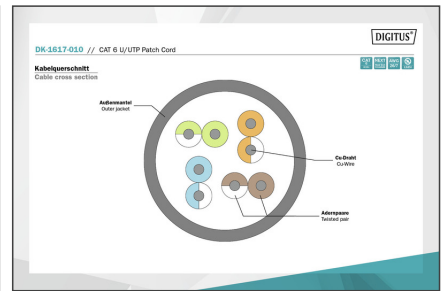 DIGITUS®
DK-1617-010 // CAT 6 U/UTP Patch Cord
Kabelquerschnitt
Cable cross section
Außenmantel
Outer jacket
Cu-Draht
Cu-Wire
Adernpaare
Twisted pair